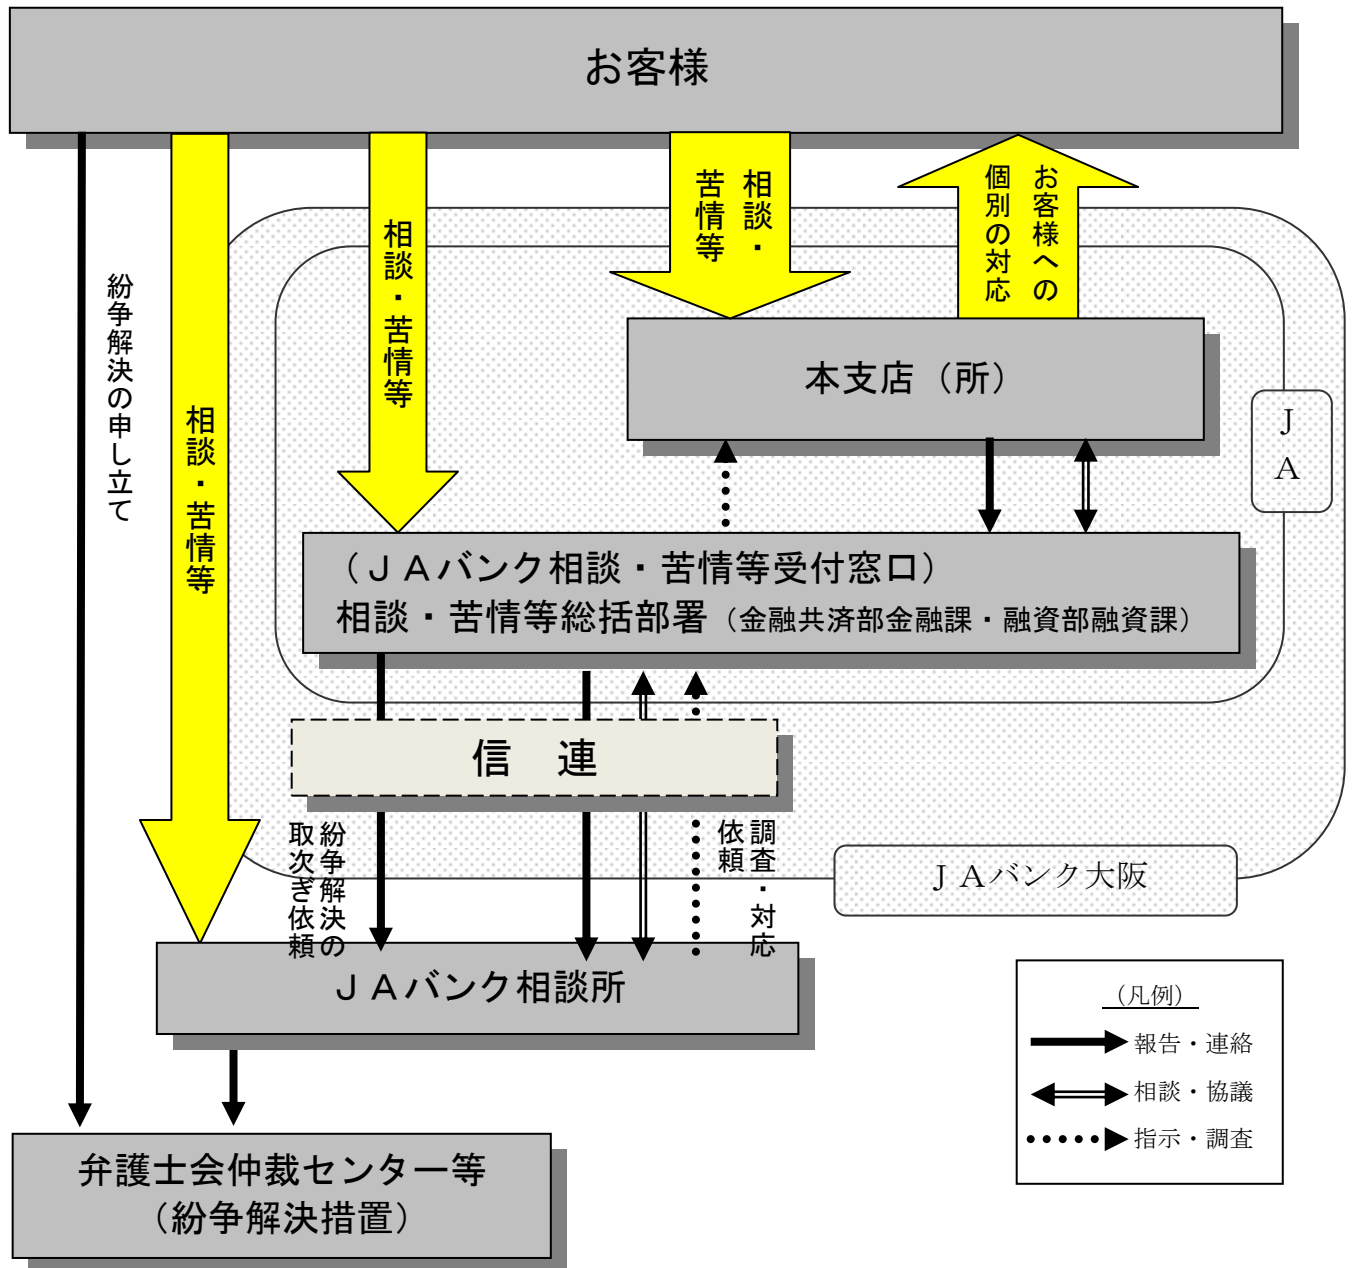 お客様
紛争解決の申し立て
相談・苦情等
相談・苦情等
相談・
苦情等
お客様への
個別の対応
本支店（所）
ＪＡ
（ＪＡバンク相談・苦情等受付窓口）
相談・苦情等総括部署（金融共済部金融課・融資部融資課）
信　連
紛争解決の
取次ぎ依頼
調査・対応
依頼
ＪＡバンク大阪
ＪＡバンク相談所
弁護士会仲裁センター等
（紛争解決措置）
（凡例）
報告・連絡
相談・協議
指示・調査